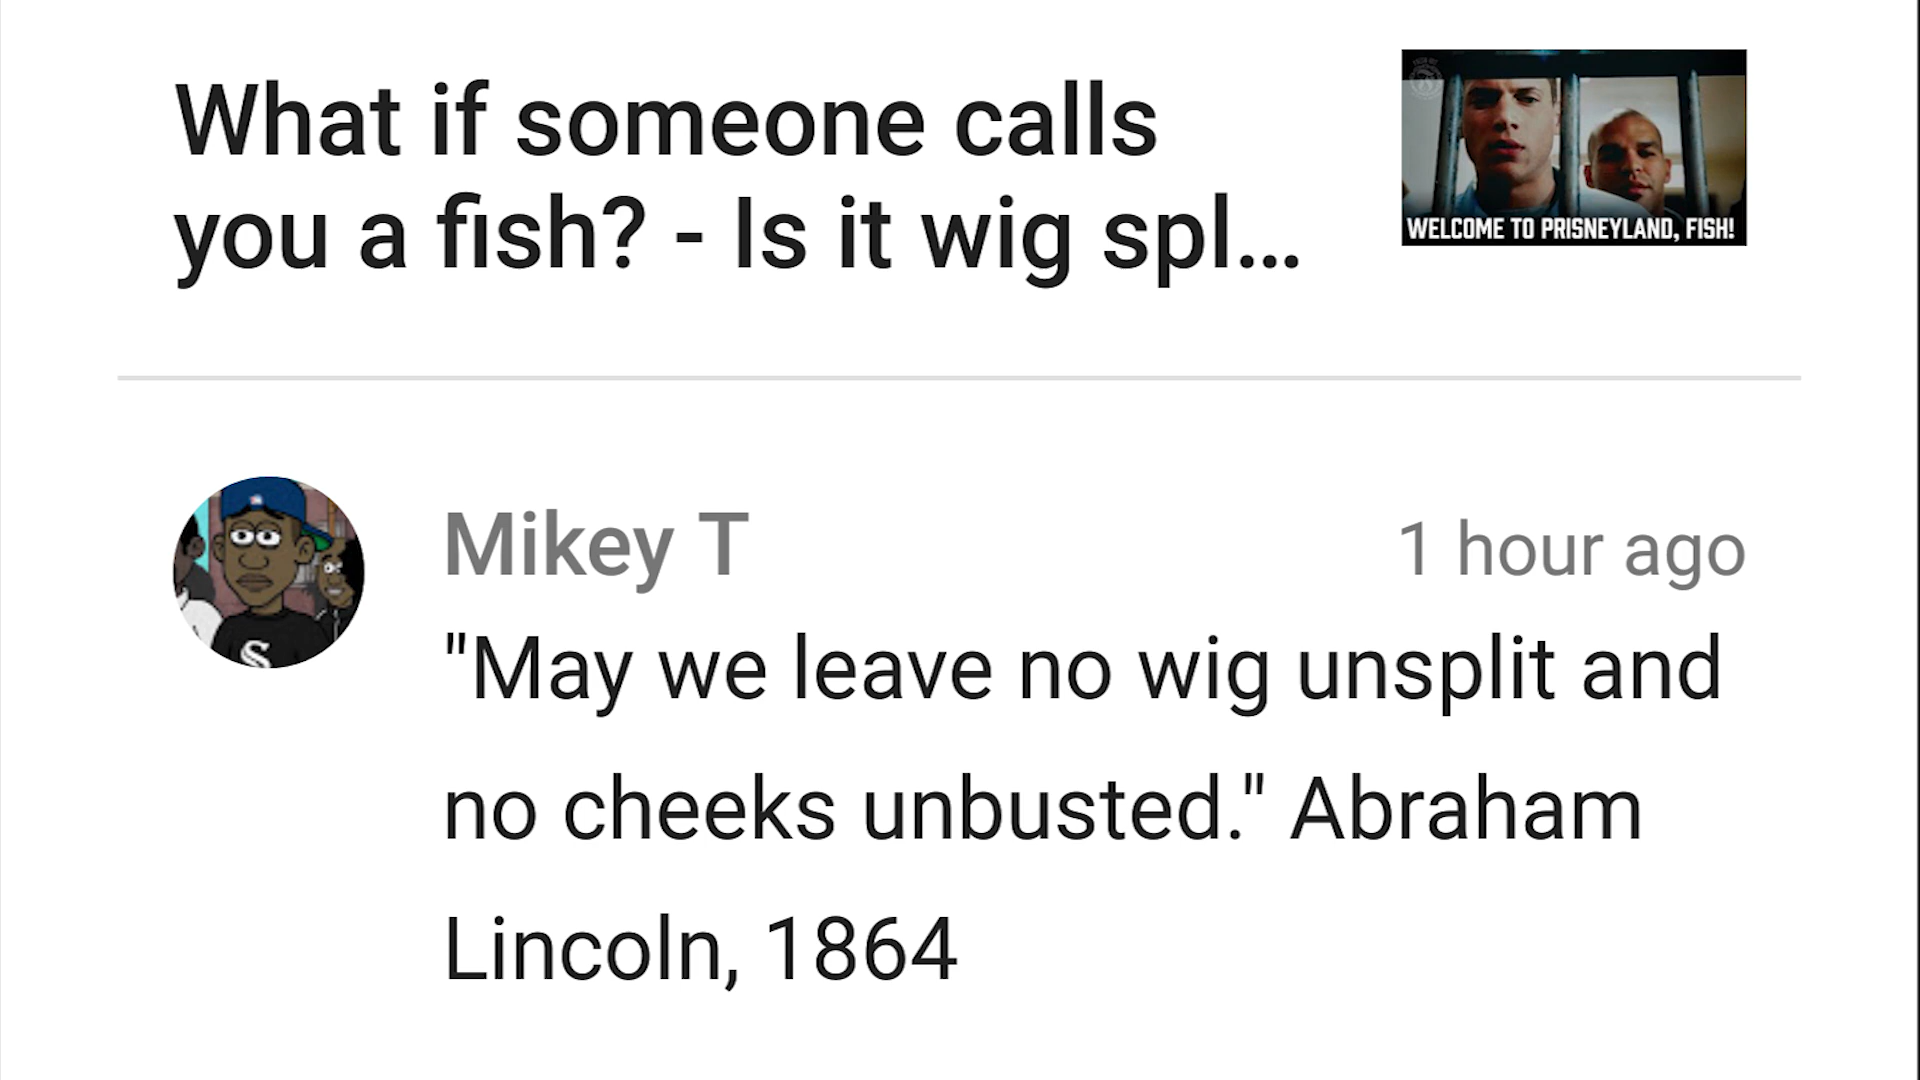 What if someone calls
you a fish? - Is it wig spl...
WELCOME TO PRISNEYLAND, FISH!
Mikey T
1 hour ago
"May we leave no wig unsplit and
no cheeks unbusted." Abraham
Lincoln, 1864